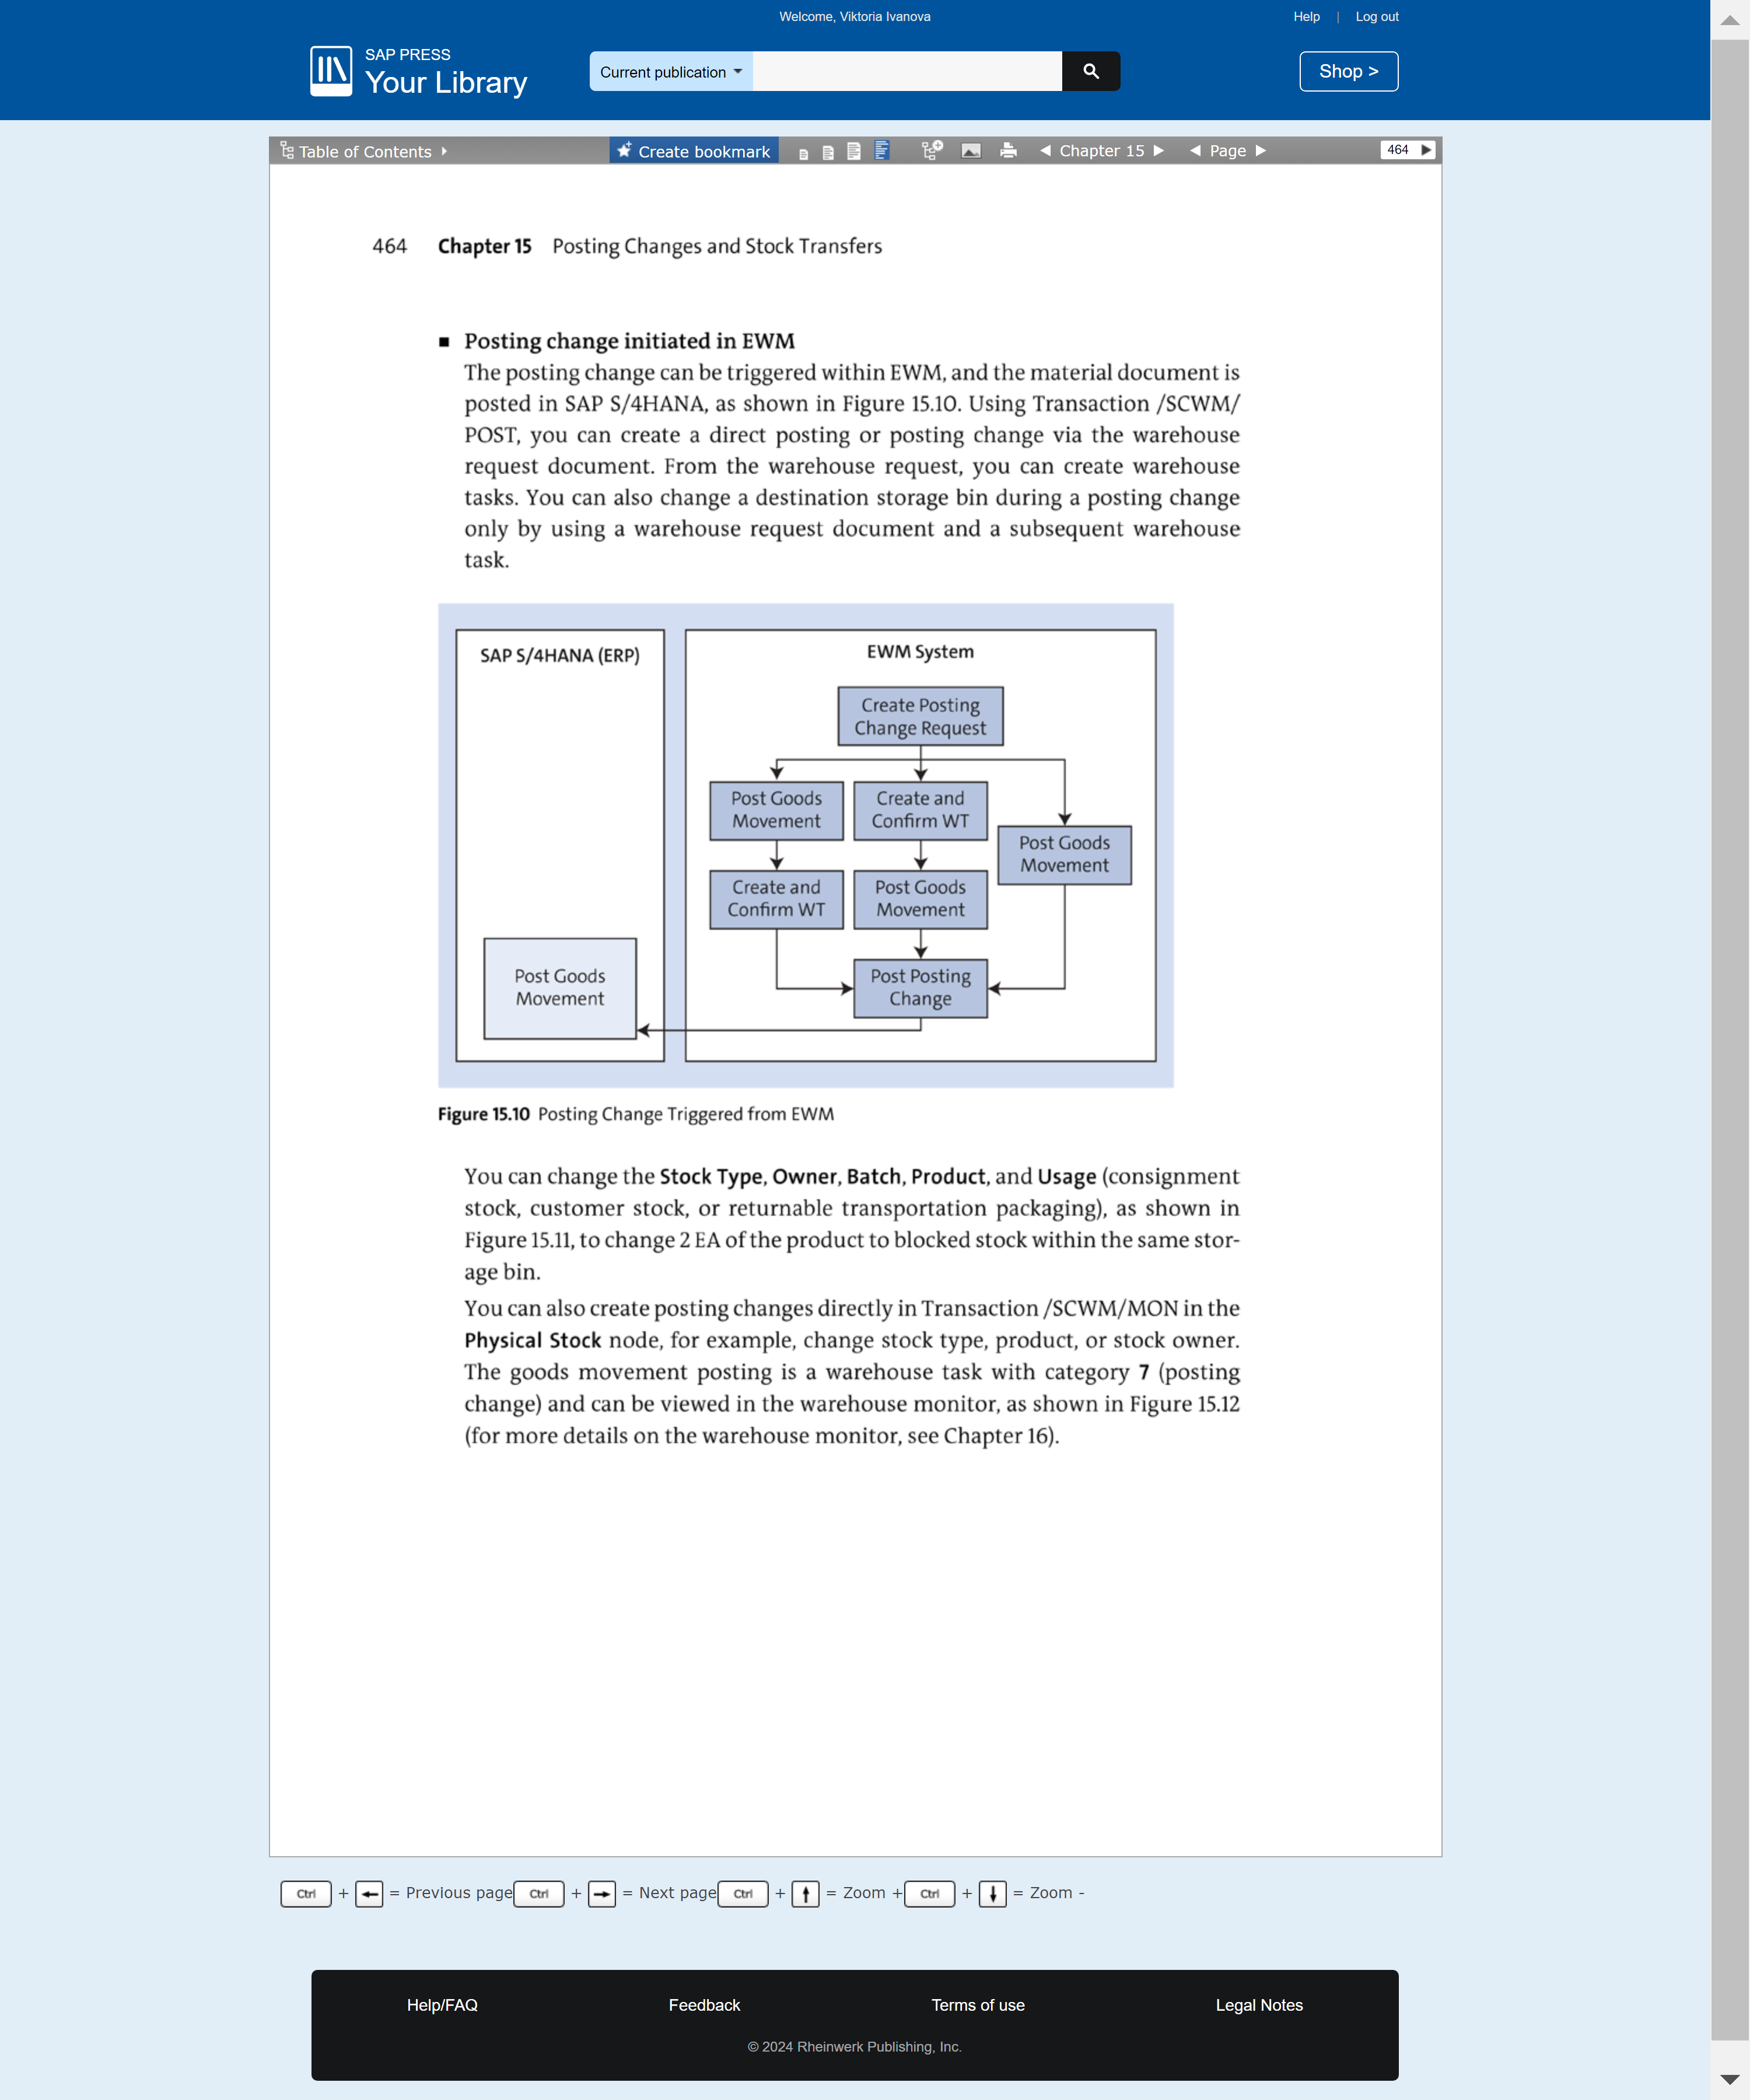 Welcome, Viktoria Ivanova
Help | Log out
SAP PRESS
Your Library
Current publication
Shop >
Table of Contents
Create bookmark
Chapter 15
Page
464
464 Chapter 15 Posting Changes and Stock Transfers
■ Posting change initiated in EWM
The posting change can be triggered within EWM, and the material document is
posted in SAP S/4HANA, as shown in Figure 15.10. Using Transaction /SCWM/
POST, you can create a direct posting or posting change via the warehouse
request document. From the warehouse request, you can create warehouse
tasks. You can also change a destination storage bin during a posting change
only by using a warehouse request document and a subsequent warehouse
task.
SAP S/4HANA (ERP)
EWM System
Create Posting
Change Request
Post Goods
Movement
Create and
Confirm WT
Post Goods
Movement
Create and
Confirm WT
Post Goods
Movement
Post Goods
Movement
Post Posting
Change
Figure 15.10 Posting Change Triggered from EWM
You can change the Stock Type, Owner, Batch, Product, and Usage (consignment
stock, customer stock, or returnable transportation packaging), as shown in
Figure 15.11, to change 2 EA of the product to blocked stock within the same stor-
age bin.
You can also create posting changes directly in Transaction /SCWM/MON in the
Physical Stock node, for example, change stock type, product, or stock owner.
The goods movement posting is a warehouse task with category 7 (posting
change) and can be viewed in the warehouse monitor, as shown in Figure 15.12
(for more details on the warehouse monitor, see Chapter 16).
Ctrl + ← = Previous page Ctrl + → = Next page Ctrl + ↑ = Zoom + Ctrl + ↓ = Zoom -
Help/FAQ
Feedback
Terms of use
Legal Notes
© 2024 Rheinwerk Publishing, Inc.